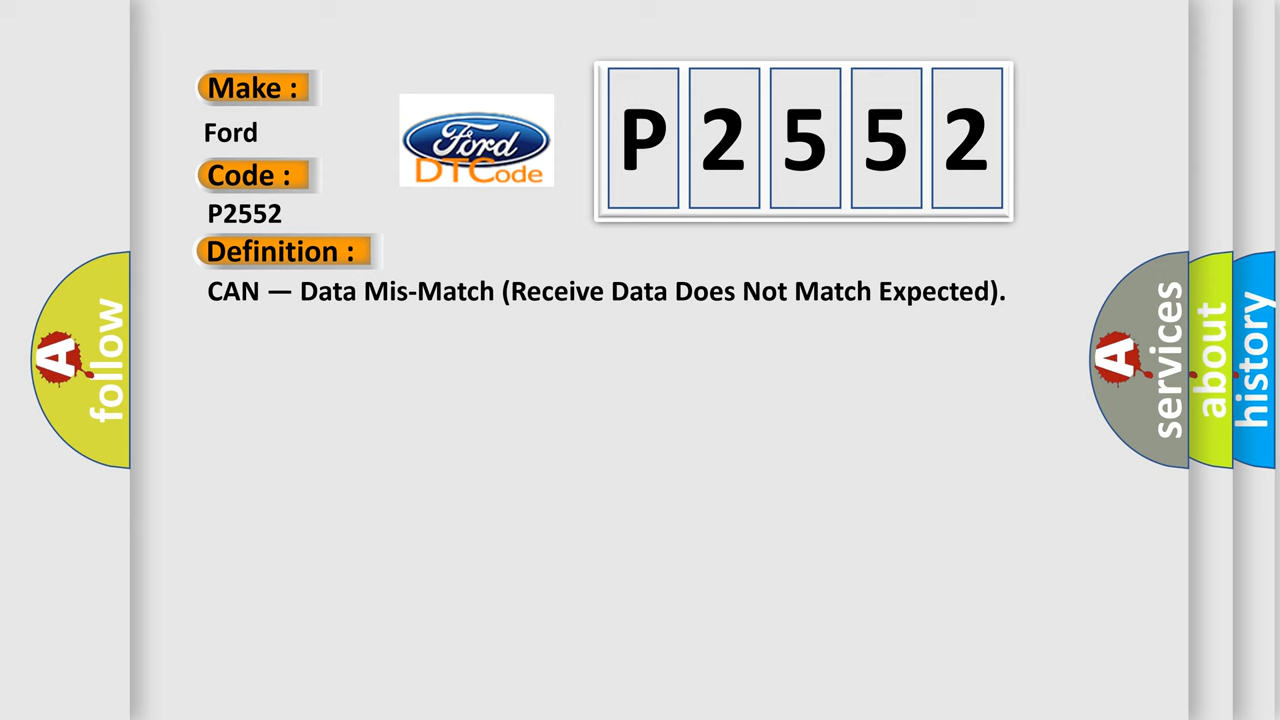 Make :
Ford
Code :
P2552
Definition :
CAN — Data Mis-Match (Receive Data Does Not Match Expected).
Ford
DTCode
P 2 5 5 2
A follow
A services
about
history